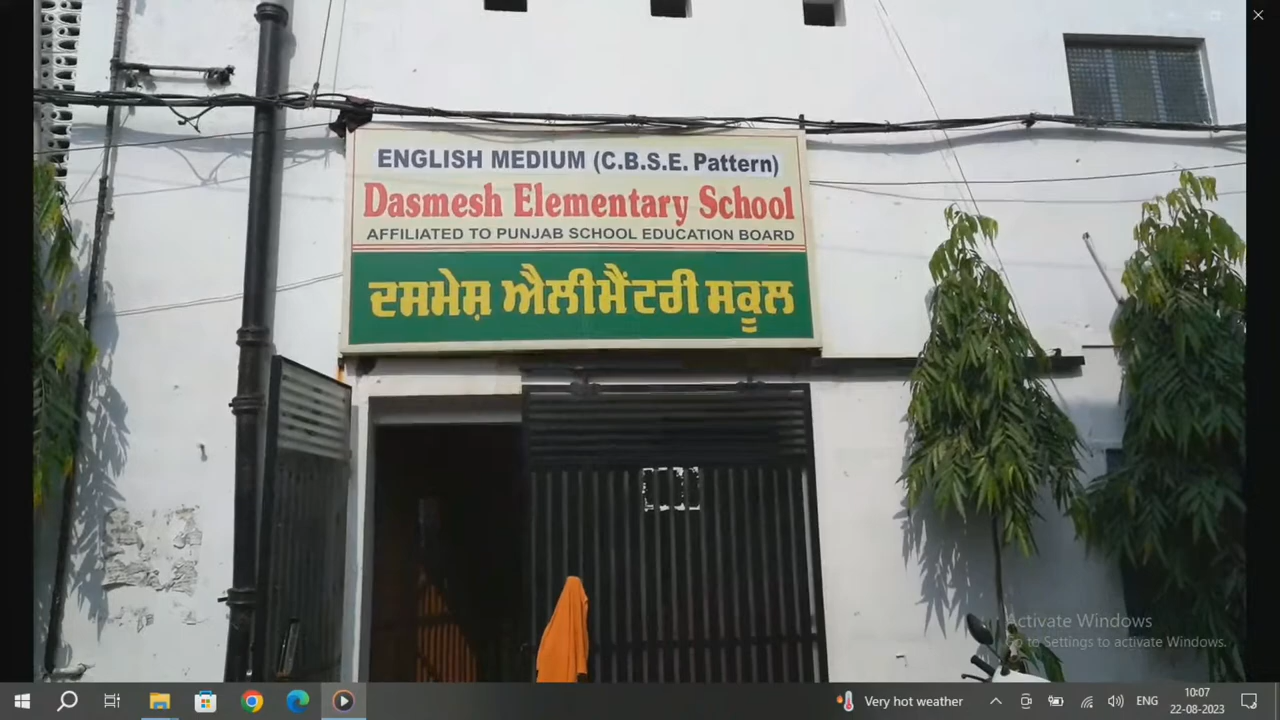 ENGLISH MEDIUM (C.B.S.E. Pattern)
Dasmesh Elementary School
AFFILIATED TO PUNJAB SCHOOL EDUCATION BOARD
ਦਸਮੇਸ਼ ਐਲੀਮੈਂਟਰੀ ਸਕੂਲ
Activate Windows
Go to Settings to activate Windows.
Very hot weather
ENG
10:07
22-08-2023